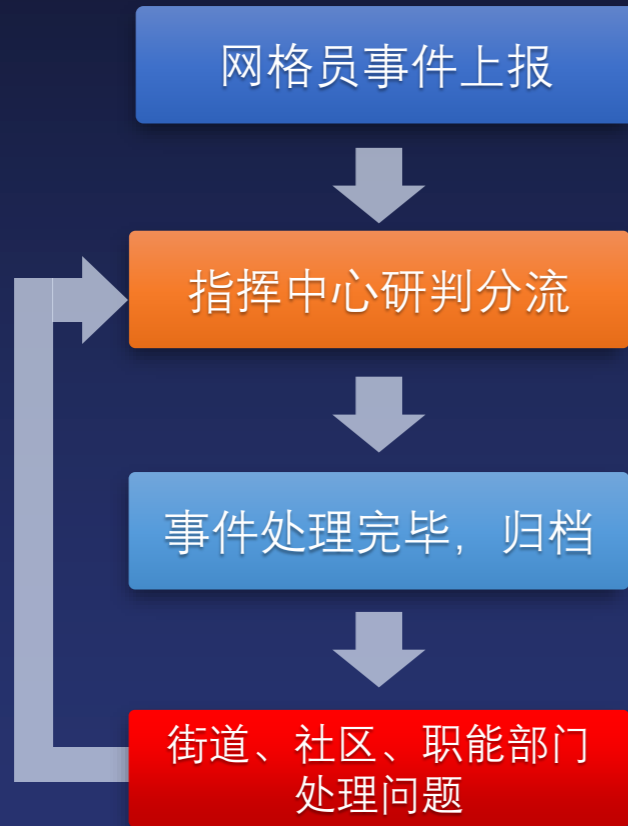 网格员事件上报
指挥中心研判分流
事件处理完毕，归档
街道、社区、职能部门
处理问题